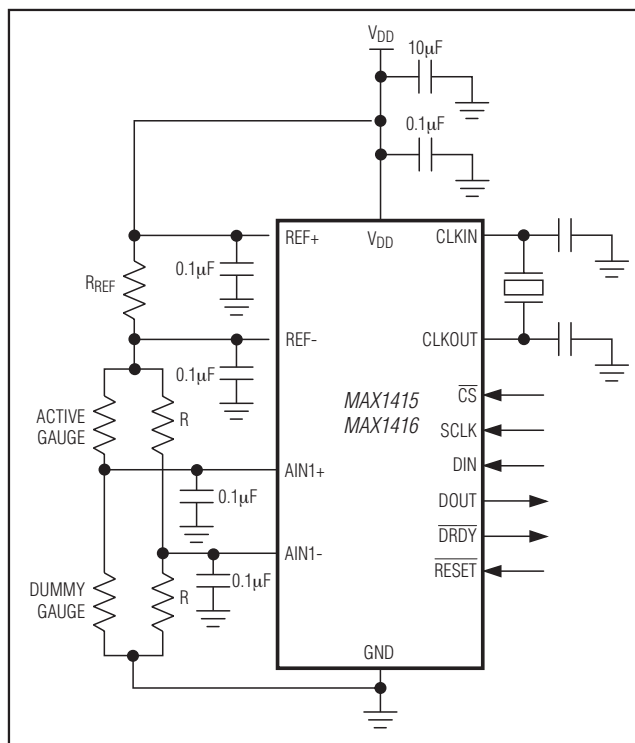 VDD
10μF
0.1μF
REF+
VDD
CLKIN
0.1μF
RREF
REF-
CLKOUT
0.1μF
MAX1415
MAX1416
CS
ACTIVE
GAUGE
R
SCLK
DIN
AIN1+
DOUT
0.1μF
DRDY
AIN1-
RESET
DUMMY
GAUGE
R
0.1μF
GND